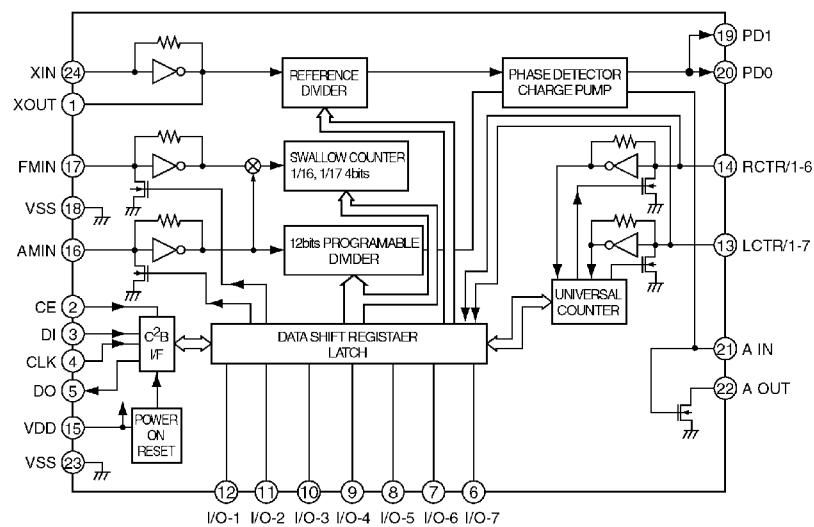 XIN 24
XOUT 1
FMIN 17
VSS 18
AMIN 16
CE 2
DI 3
CLK 4
DO 5
VDD 15
VSS 23
REFERENCE
DIVIDER
PHASE DETECTOR
CHARGE PUMP
19 PD1
20 PD0
SWALLOW COUNTER
1/16, 1/17 4bits
12bits PROGRAMABLE
DIVIDER
14 RCTR/1-6
13 LCTR/1-7
UNIVERSAL
COUNTER
C2B
I/F
DATA SHIFT REGISTAER
LATCH
POWER
ON
RESET
21 A IN
22 A OUT
12 11 10 9 8 7 6
I/O-1 I/O-2 I/O-3 I/O-4 I/O-5 I/O-6 I/O-7